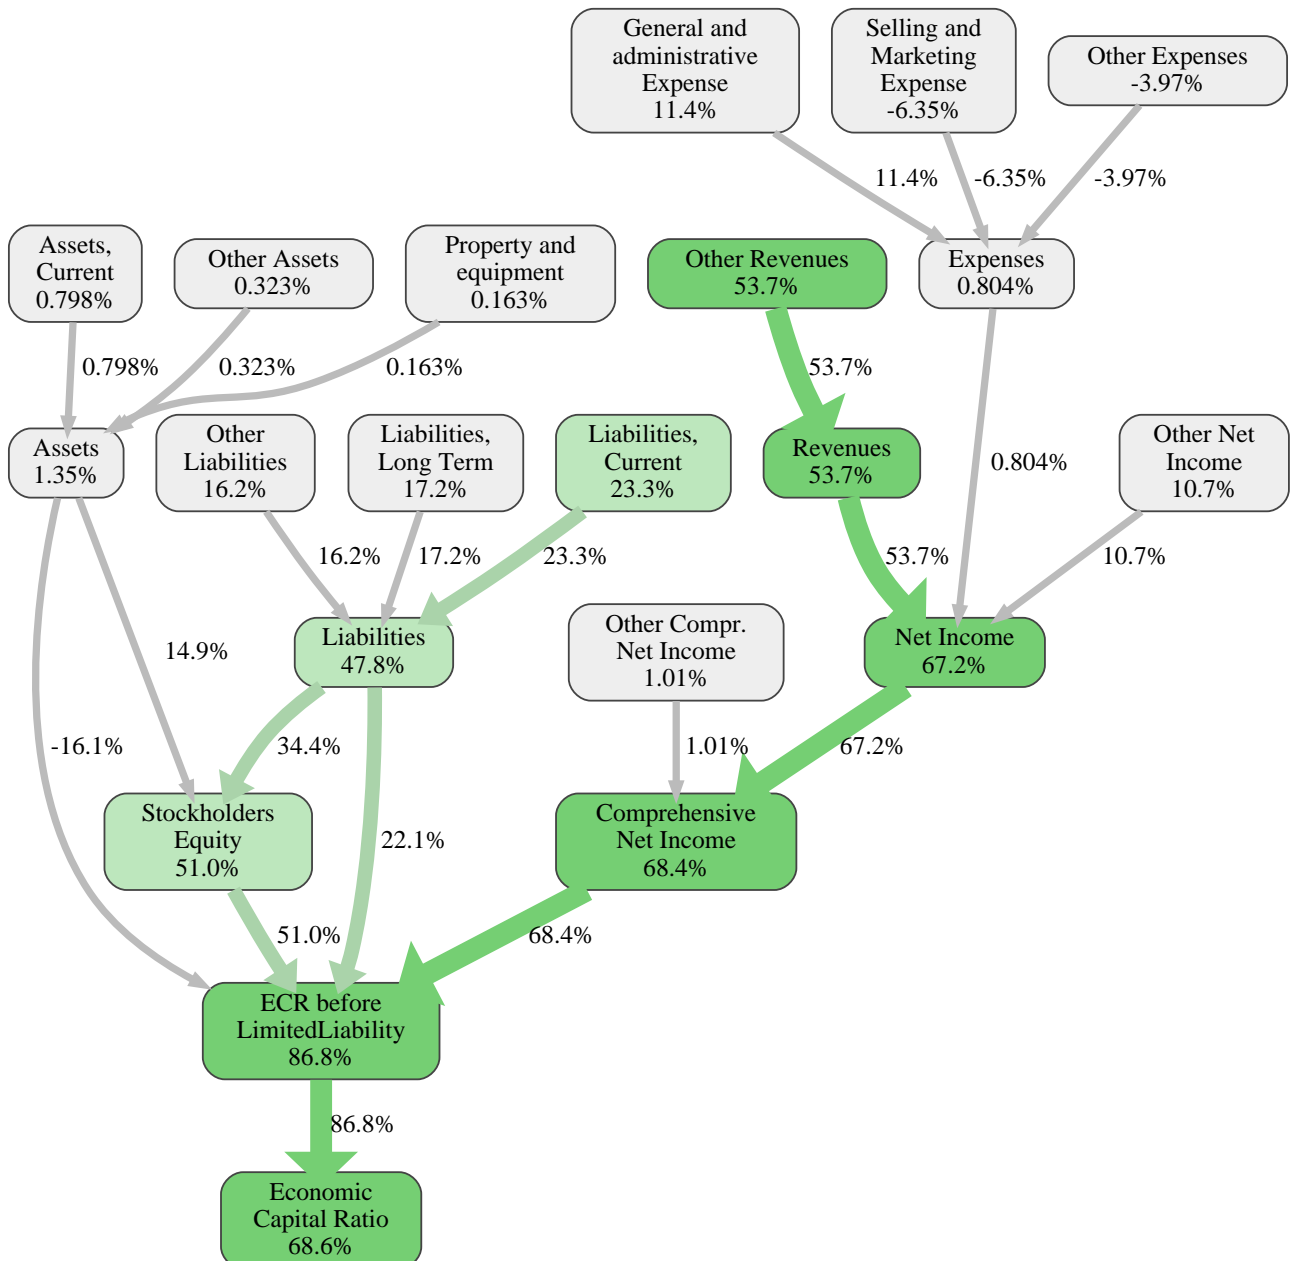 General and
administrative
Expense
11.4%
Selling and
Marketing
Expense
-6.35%
Other Expenses
-3.97%
11.4%
-6.35%
-3.97%
Assets,
Current
0.798%
Other Assets
0.323%
Property and
equipment
0.163%
Other Revenues
53.7%
Expenses
0.804%
0.798%
0.323%
0.163%
53.7%
Assets
1.35%
Other
Liabilities
16.2%
Liabilities,
Long Term
17.2%
Liabilities,
Current
23.3%
Revenues
53.7%
0.804%
Other Net
Income
10.7%
16.2%
17.2%
23.3%
53.7%
10.7%
14.9%
Liabilities
47.8%
Other Compr.
Net Income
1.01%
Net Income
67.2%
-16.1%
34.4%
1.01%
67.2%
Stockholders
Equity
51.0%
22.1%
Comprehensive
Net Income
68.4%
51.0%
68.4%
ECR before
LimitedLiability
86.8%
86.8%
Economic
Capital Ratio
68.6%